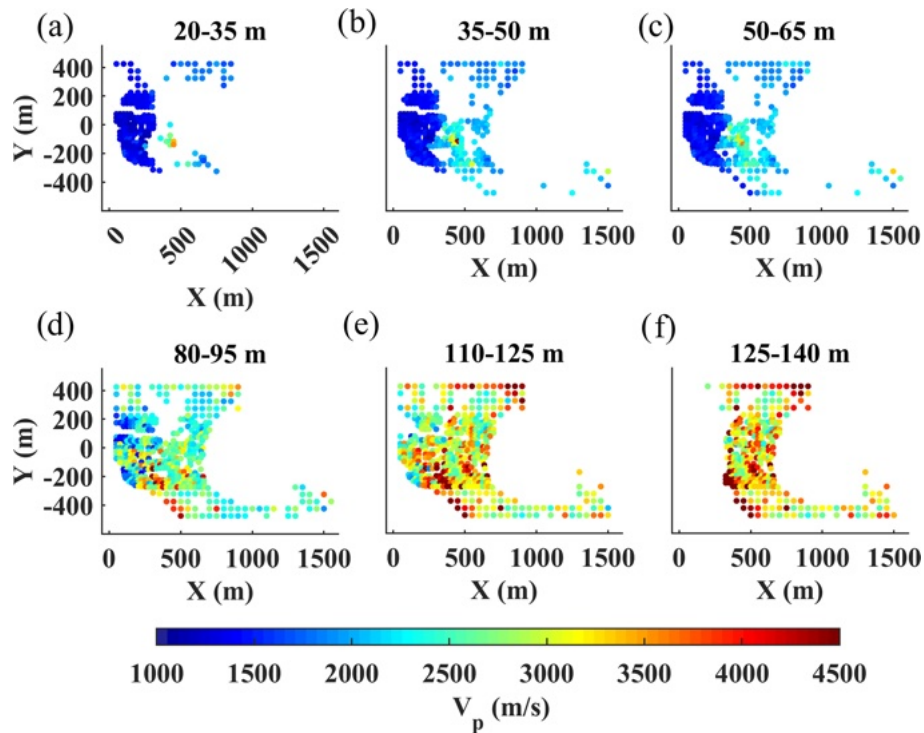 (a) 20-35 m (b) 35-50 m (c) 50-65 m
400
200
0
-200
-400
Y (m)
0 500 1000 1500 0 500 1000 1500 0 500 1000 1500
X (m) X (m) X (m)
(d) 80-95 m (e) 110-125 m (f) 125-140 m
400
200
0
-200
-400
Y (m)
0 500 1000 1500 0 500 1000 1500 0 500 1000 1500
X (m) X (m) X (m)
1000 1500 2000 2500 3000 3500 4000 4500
Vp (m/s)